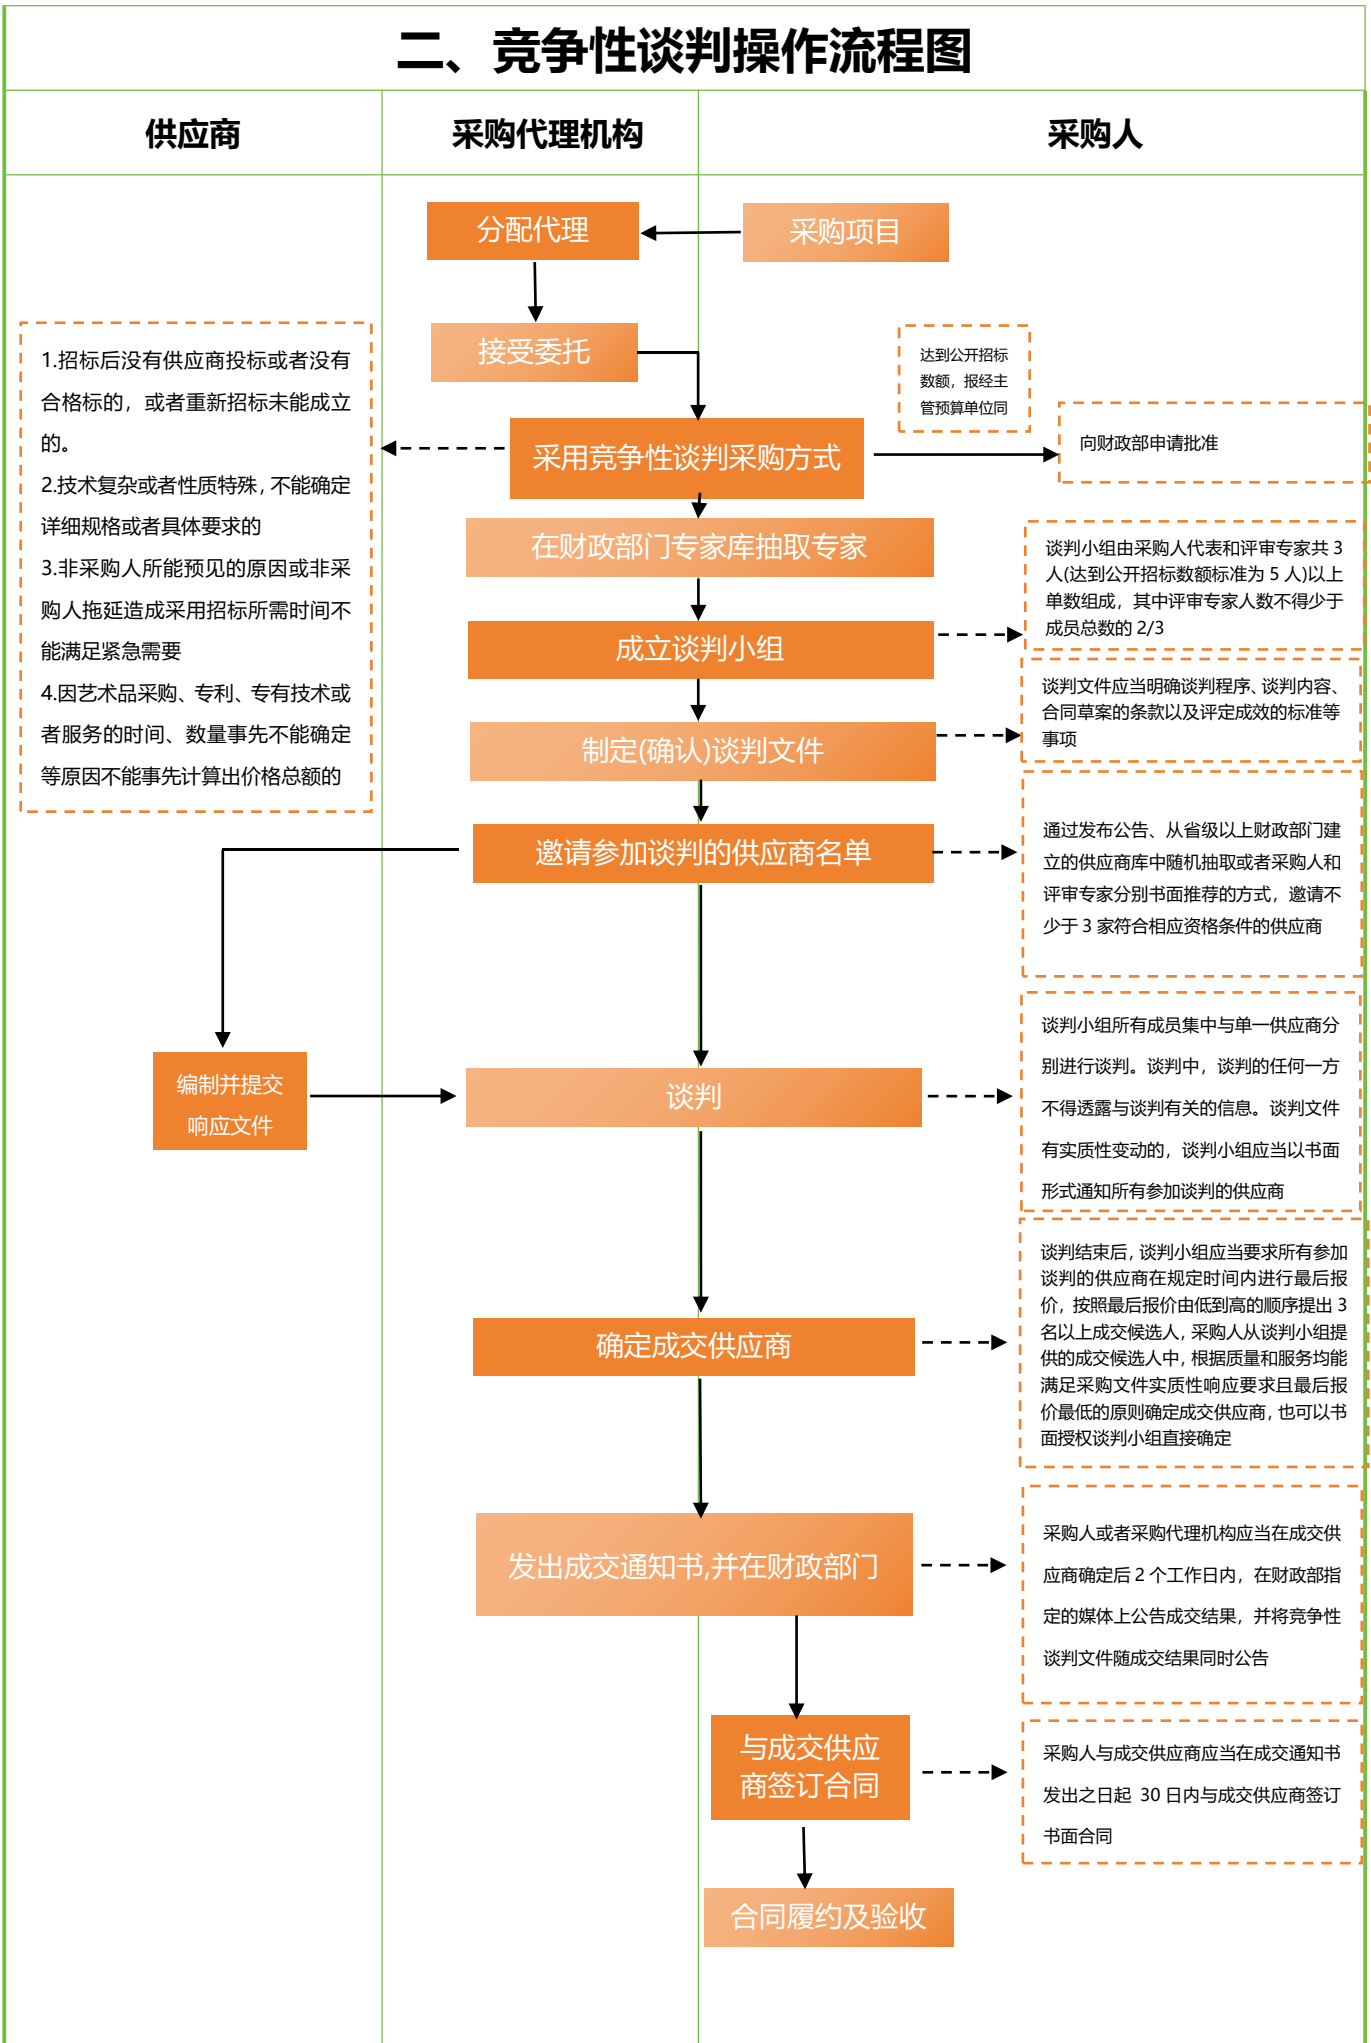 二、竞争性谈判操作流程图
供应商
采购代理机构
采购人
分配代理
采购项目
接受委托
达到公开招标
数额，报经主
管预算单位同
采用竞争性谈判采购方式
向财政部申请批准
1.招标后没有供应商投标或者没有
合格标的，或者重新招标未能成立
的。
2.技术复杂或者性质特殊，不能确定
详细规格或者具体要求的
3.非采购人所能预见的原因或非采
购人拖延造成采用招标所需时间不
能满足紧急需要
4.因艺术品采购、专利、专有技术或
者服务的时间、数量事先不能确定
等原因不能事先计算出价格总额的
在财政部门专家库抽取专家
成立谈判小组
谈判小组由采购人代表和评审专家共 3
人(达到公开招标数额标准为 5 人)以上
单数组成，其中评审专家人数不得少于
成员总数的 2/3
制定(确认)谈判文件
谈判文件应当明确谈判程序、谈判内容、
合同草案的条款以及评定成效的标准等
事项
邀请参加谈判的供应商名单
通过发布公告、从省级以上财政部门建
立的供应商库中随机抽取或者采购人和
评审专家分别书面推荐的方式，邀请不
少于 3 家符合相应资格条件的供应商
编制并提交
响应文件
谈判
谈判小组所有成员集中与单一供应商分
别进行谈判。谈判中，谈判的任何一方
不得透露与谈判有关的信息。谈判文件
有实质性变动的，谈判小组应当以书面
形式通知所有参加谈判的供应商
确定成交供应商
谈判结束后，谈判小组应当要求所有参加
谈判的供应商在规定时间内进行最后报
价，按照最后报价由低到高的顺序提出 3
名以上成交候选人，采购人从谈判小组提
供的成交候选人中，根据质量和服务均能
满足采购文件实质性响应要求且最后报
价最低的原则确定成交供应商，也可以书
面授权谈判小组直接确定
发出成交通知书,并在财政部门
采购人或者采购代理机构应当在成交供
应商确定后 2 个工作日内，在财政部指
定的媒体上公告成交结果，并将竞争性
谈判文件随成交结果同时公告
与成交供应
商签订合同
采购人与成交供应商应当在成交通知书
发出之日起 30 日内与成交供应商签订
书面合同
合同履约及验收